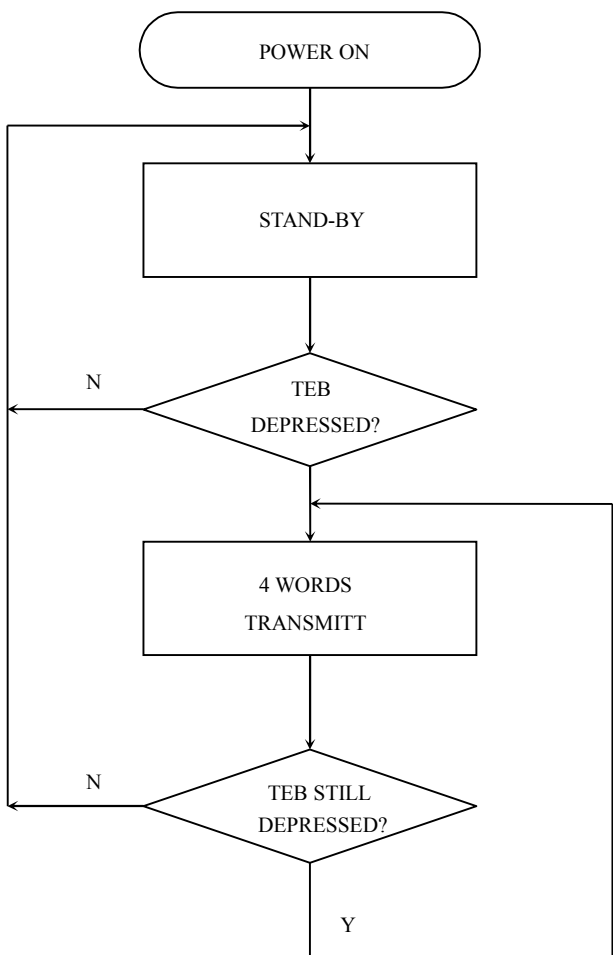 POWER ON
STAND-BY
N
TEB
DEPRESSED?
4 WORDS
TRANSMITT
N
TEB STILL
DEPRESSED?
Y